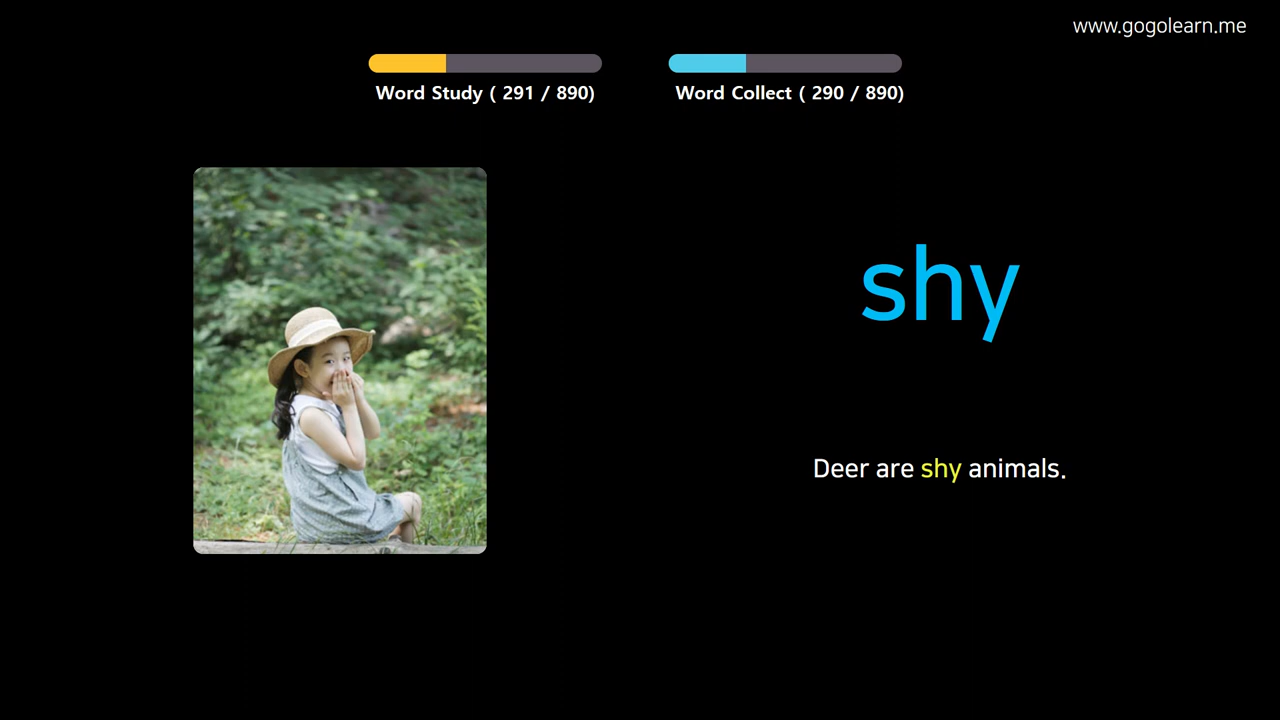 www.gogolearn.me
Word Study ( 291 / 890)
Word Collect ( 290 / 890)
shy
Deer are shy animals.